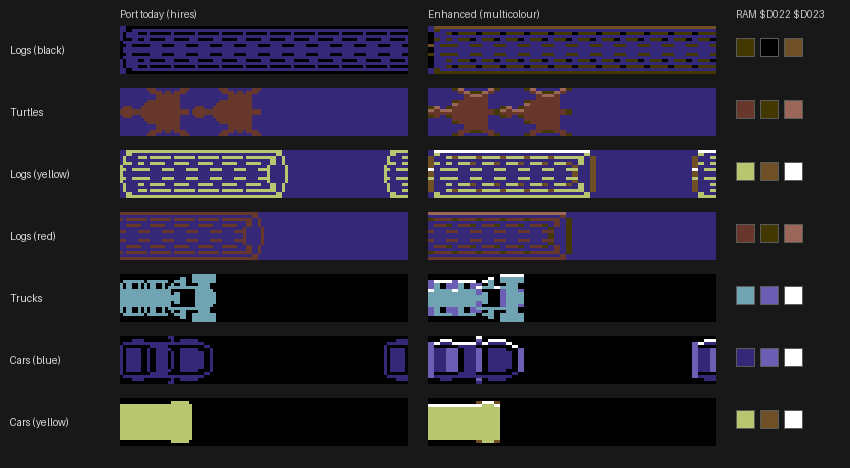 Port today (hires) Enhanced (multicolour) RAM $D022 $D023
Logs (black)
Turtles
Logs (yellow)
Logs (red)
Trucks
Cars (blue)
Cars (yellow)